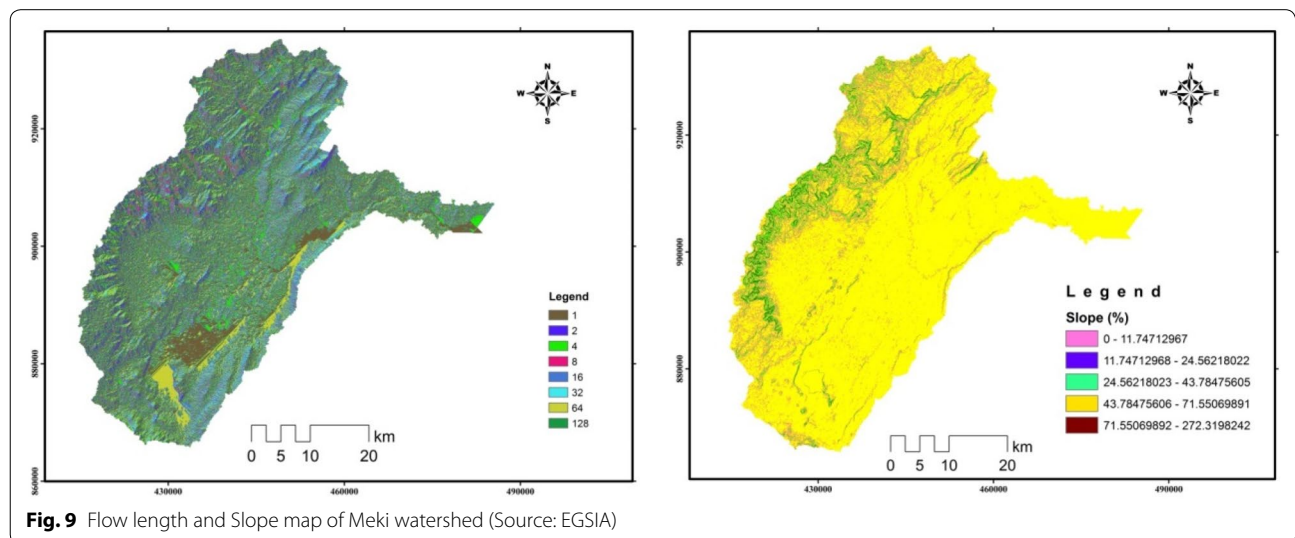 N
W E
S
920000
9000000
880000
8600000
430000 460000 490000
Legend
1
2
4
8
16
32
64
128
km
0 5 10 20
N
W E
S
920000
9000000
880000
430000 460000 490000
Legend
Slope (%)
0 - 11.74712967
11.74712968 - 24.56218022
24.56218023 - 43.78475605
43.78475606 - 71.55069891
71.55069892 - 272.3198242
km
0 5 10 20
Fig. 9 Flow length and Slope map of Meki watershed (Source: EGSIA)